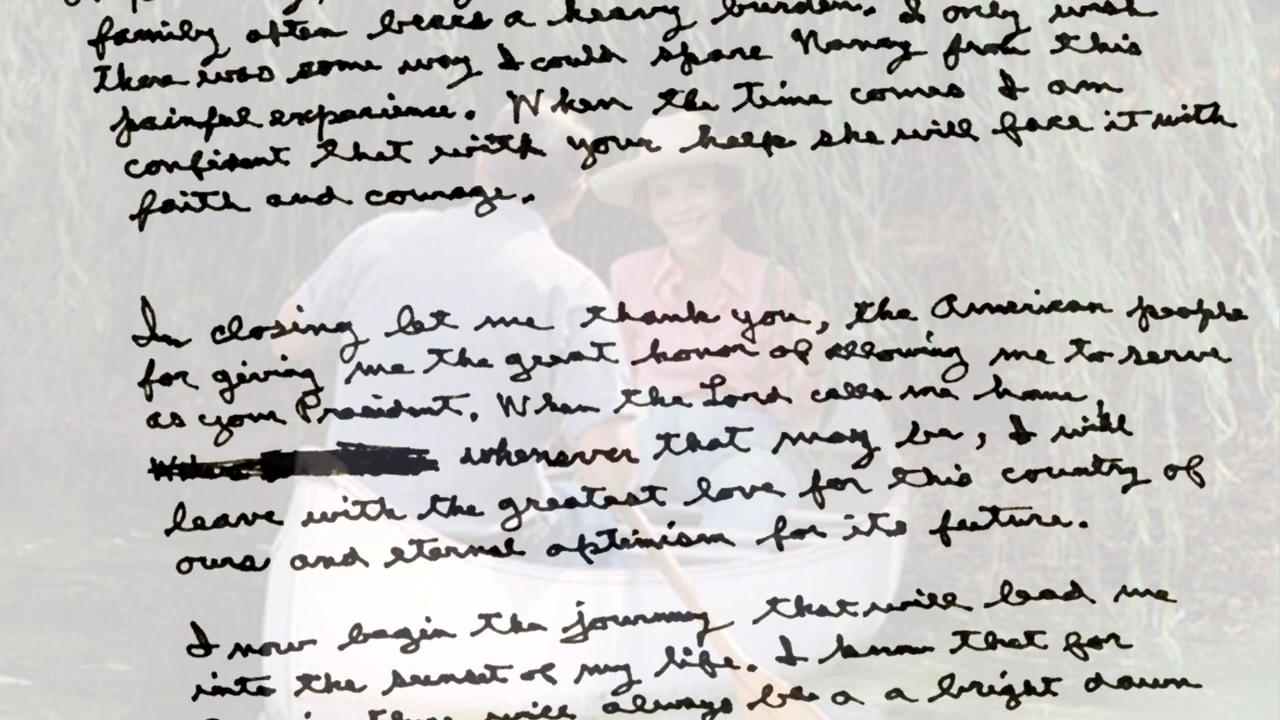 family often bears a heavy burden. I only wish
there was some way I could spare Nancy from this
painful experience. When the time comes I am
confident that with your help she will face it with
faith and courage.
In closing let me thank you, the American people
for giving me the great honor of allowing me to serve
as your President. When the Lord calls me home,
whenever that may be, I will
leave with the greatest love for this country of
ours and eternal optimism for its future.
I now begin the journey that will lead me
into the sunset of my life. I know that for
there will always be a a bright dawn